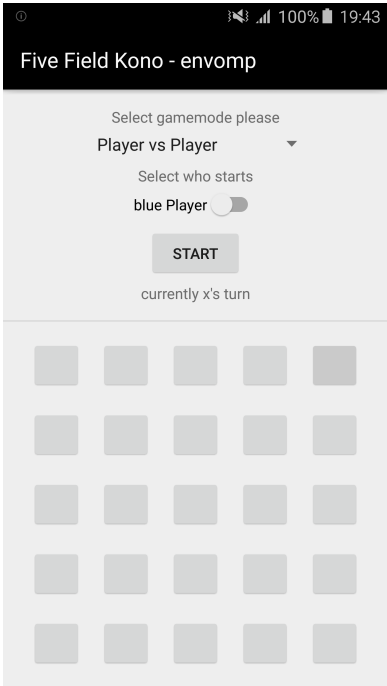 100% 19:43
Five Field Kono - envomp
Select gamemode please
Player vs Player
Select who starts
blue Player
START
currently x's turn